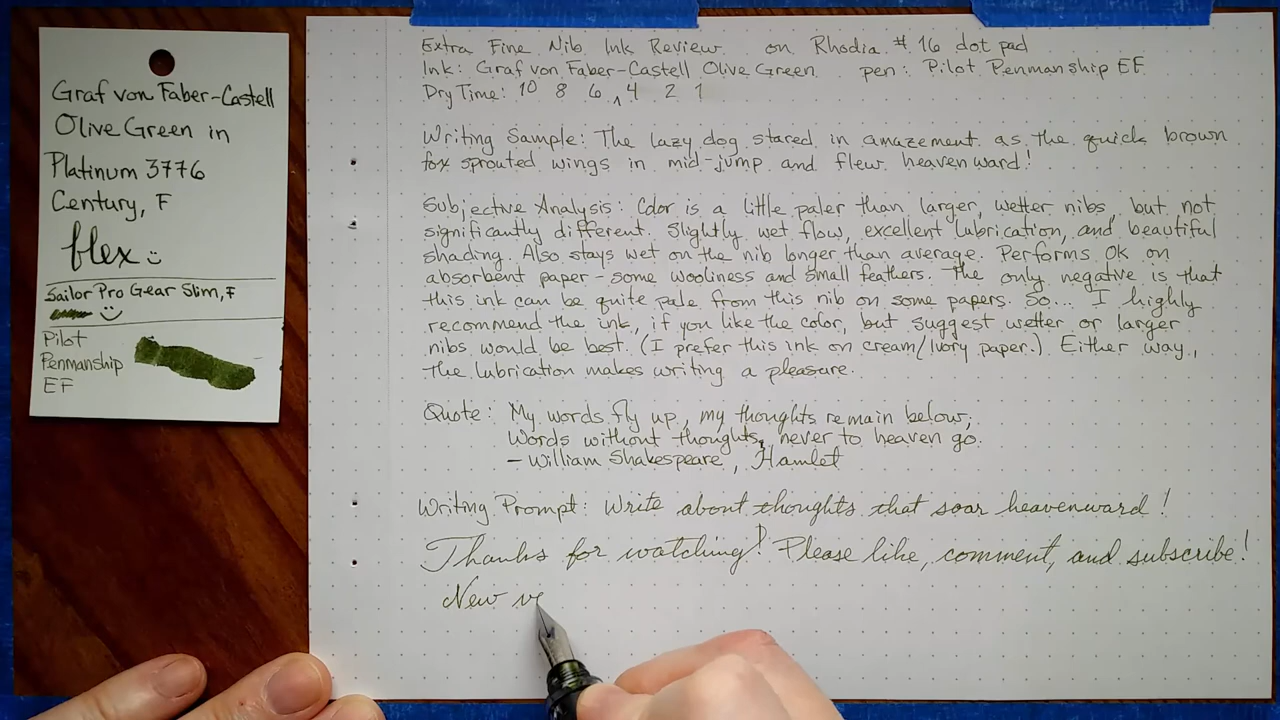 Graf von Faber-Castell
Olive Green in
Platinum 3776
Century, F
flex
Sailor Pro Gear Slim, F
Pilot
Penmanship
EF
Extra Fine Nib Ink Review on Rhodia #16 dot pad
Ink: Graf von Faber-Castell Olive Green pen: Pilot Penmanship EF
Dry Time: 10 8 6 4 2 1
Writing Sample: The lazy dog stared in amazement as the quick brown
fox sprouted wings in mid-jump and flew heavenward!
Subjective Analysis: Color is a little paler than larger, wetter nibs, but not
significantly different. Slightly wet flow, excellent lubrication, and beautiful
shading. Also stays wet on the nib longer than average. Performs OK on
absorbent paper - some wooliness and small feathers. The only negative is that
this ink can be quite pale from this nib on some papers. So... I highly
recommend the ink, if you like the color, but suggest wetter or larger
nibs would be best. (I prefer this ink on cream/ivory paper.) Either way,
the lubrication makes writing a pleasure.
Quote: My words fly up, my thoughts remain below;
Words without thoughts, never to heaven go.
- William Shakespeare, Hamlet
Writing Prompt: Write about thoughts that soar heavenward!
Thanks for watching! Please like, comment, and subscribe!
New ve